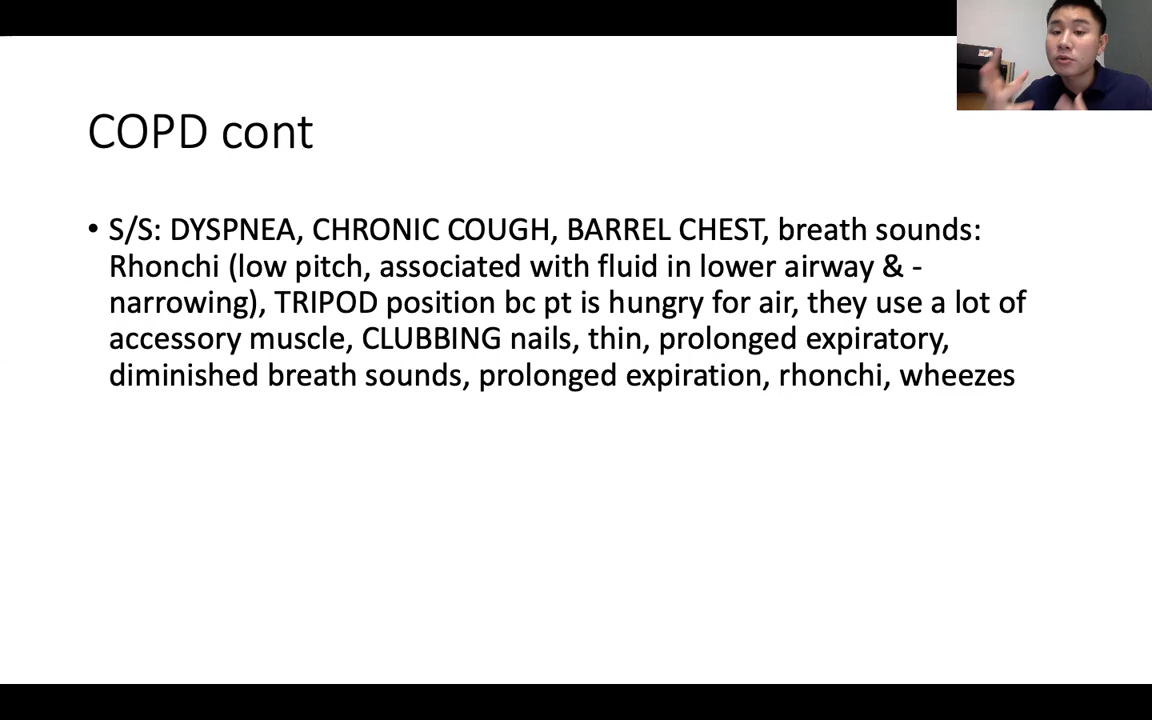 COPD cont
• S/S: DYSPNEA, CHRONIC COUGH, BARREL CHEST, breath sounds:
Rhonchi (low pitch, associated with fluid in lower airway & -
narrowing), TRIPOD position bc pt is hungry for air, they use a lot of
accessory muscle, CLUBBING nails, thin, prolonged expiratory,
diminished breath sounds, prolonged expiration, rhonchi, wheezes